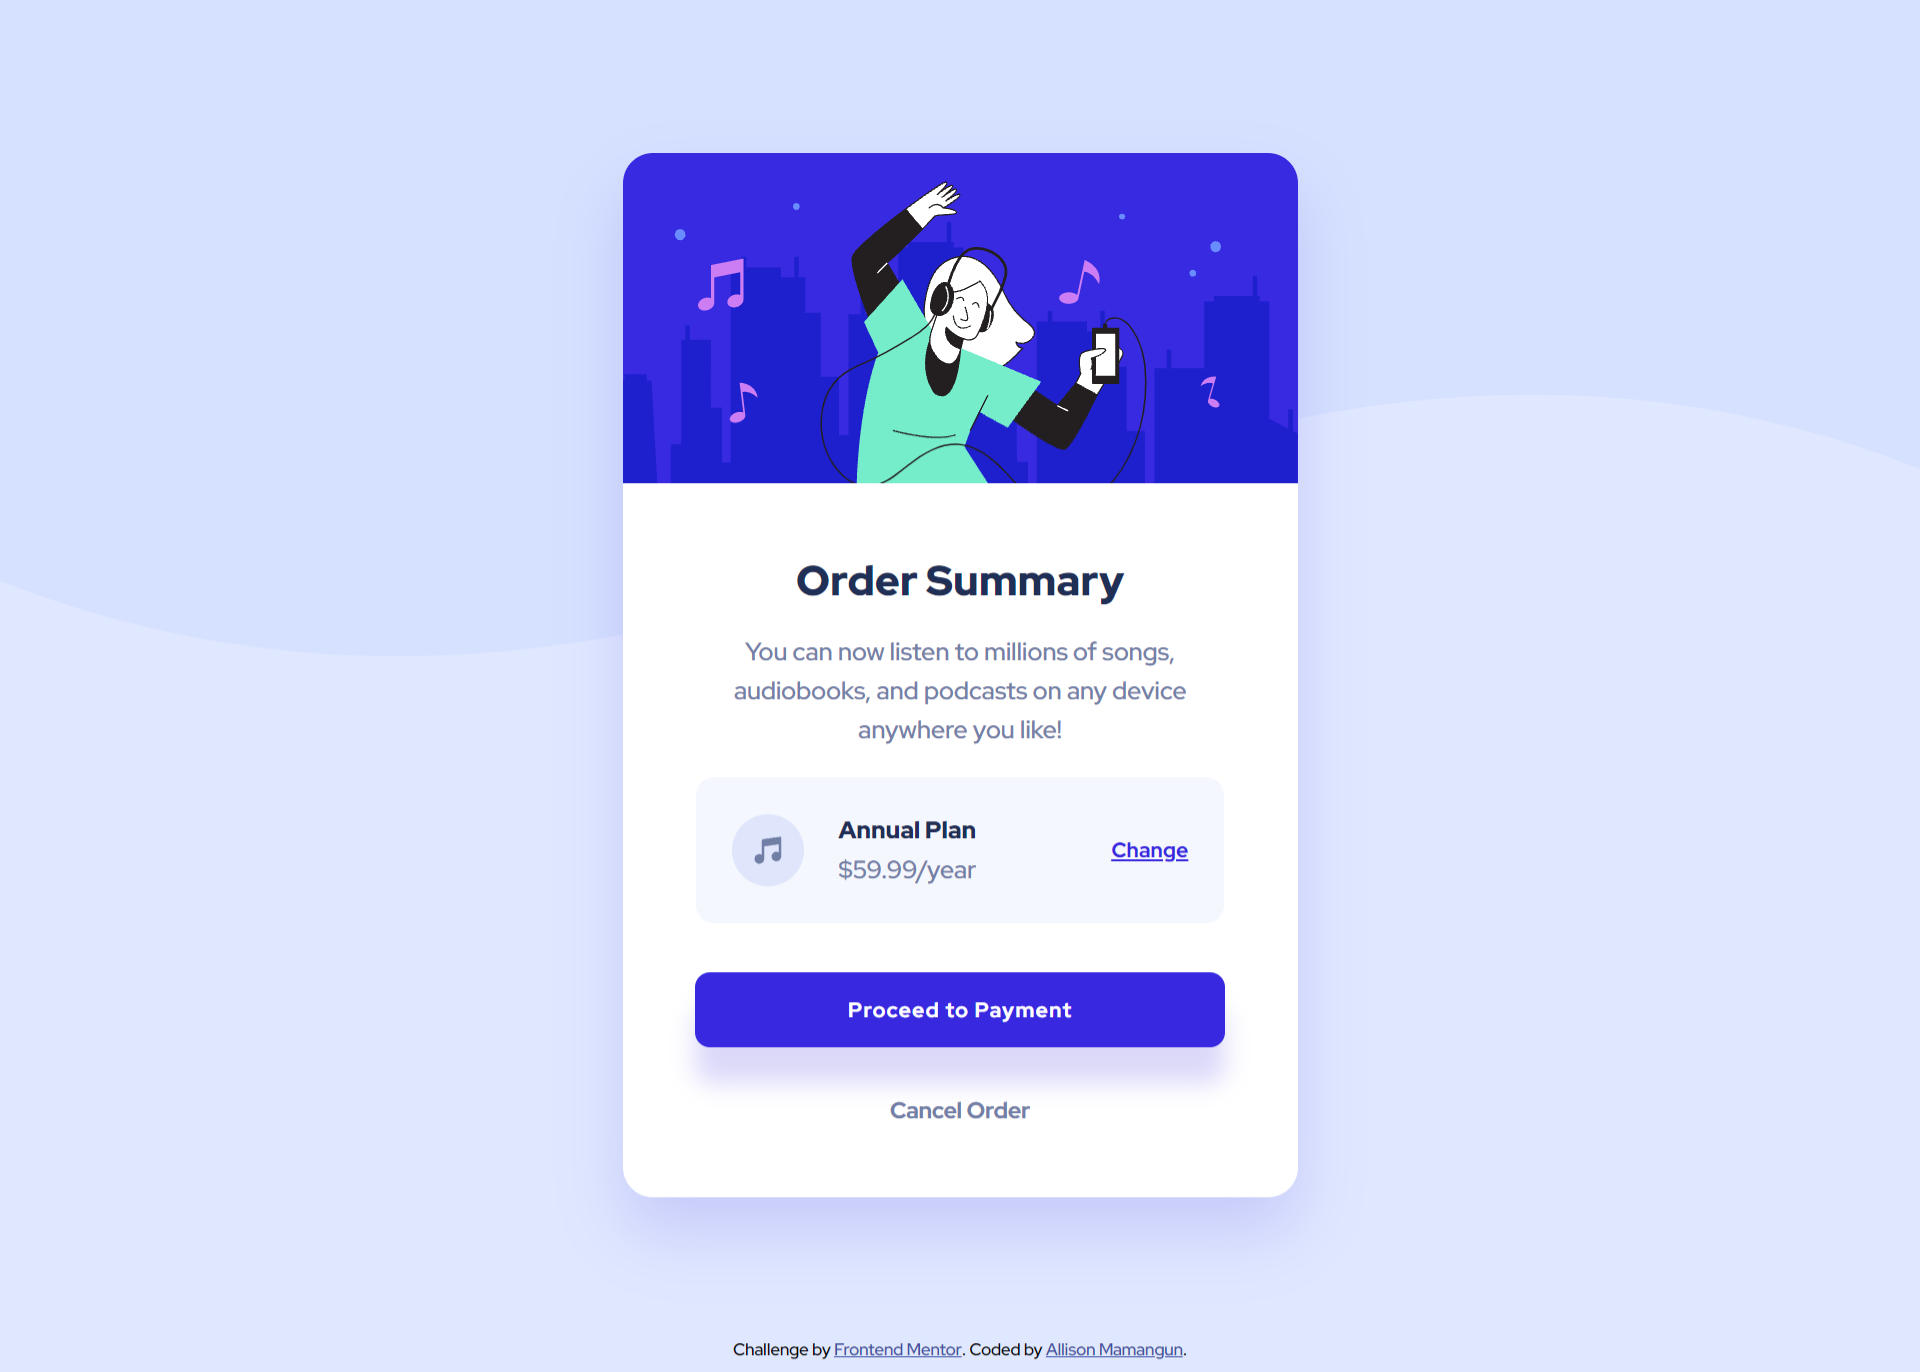 Order Summary
You can now listen to millions of songs,
audiobooks, and podcasts on any device
anywhere you like!
Annual Plan
$59.99/year
Change
Proceed to Payment
Cancel Order
Challenge by Frontend Mentor. Coded by Allison Mamangun.